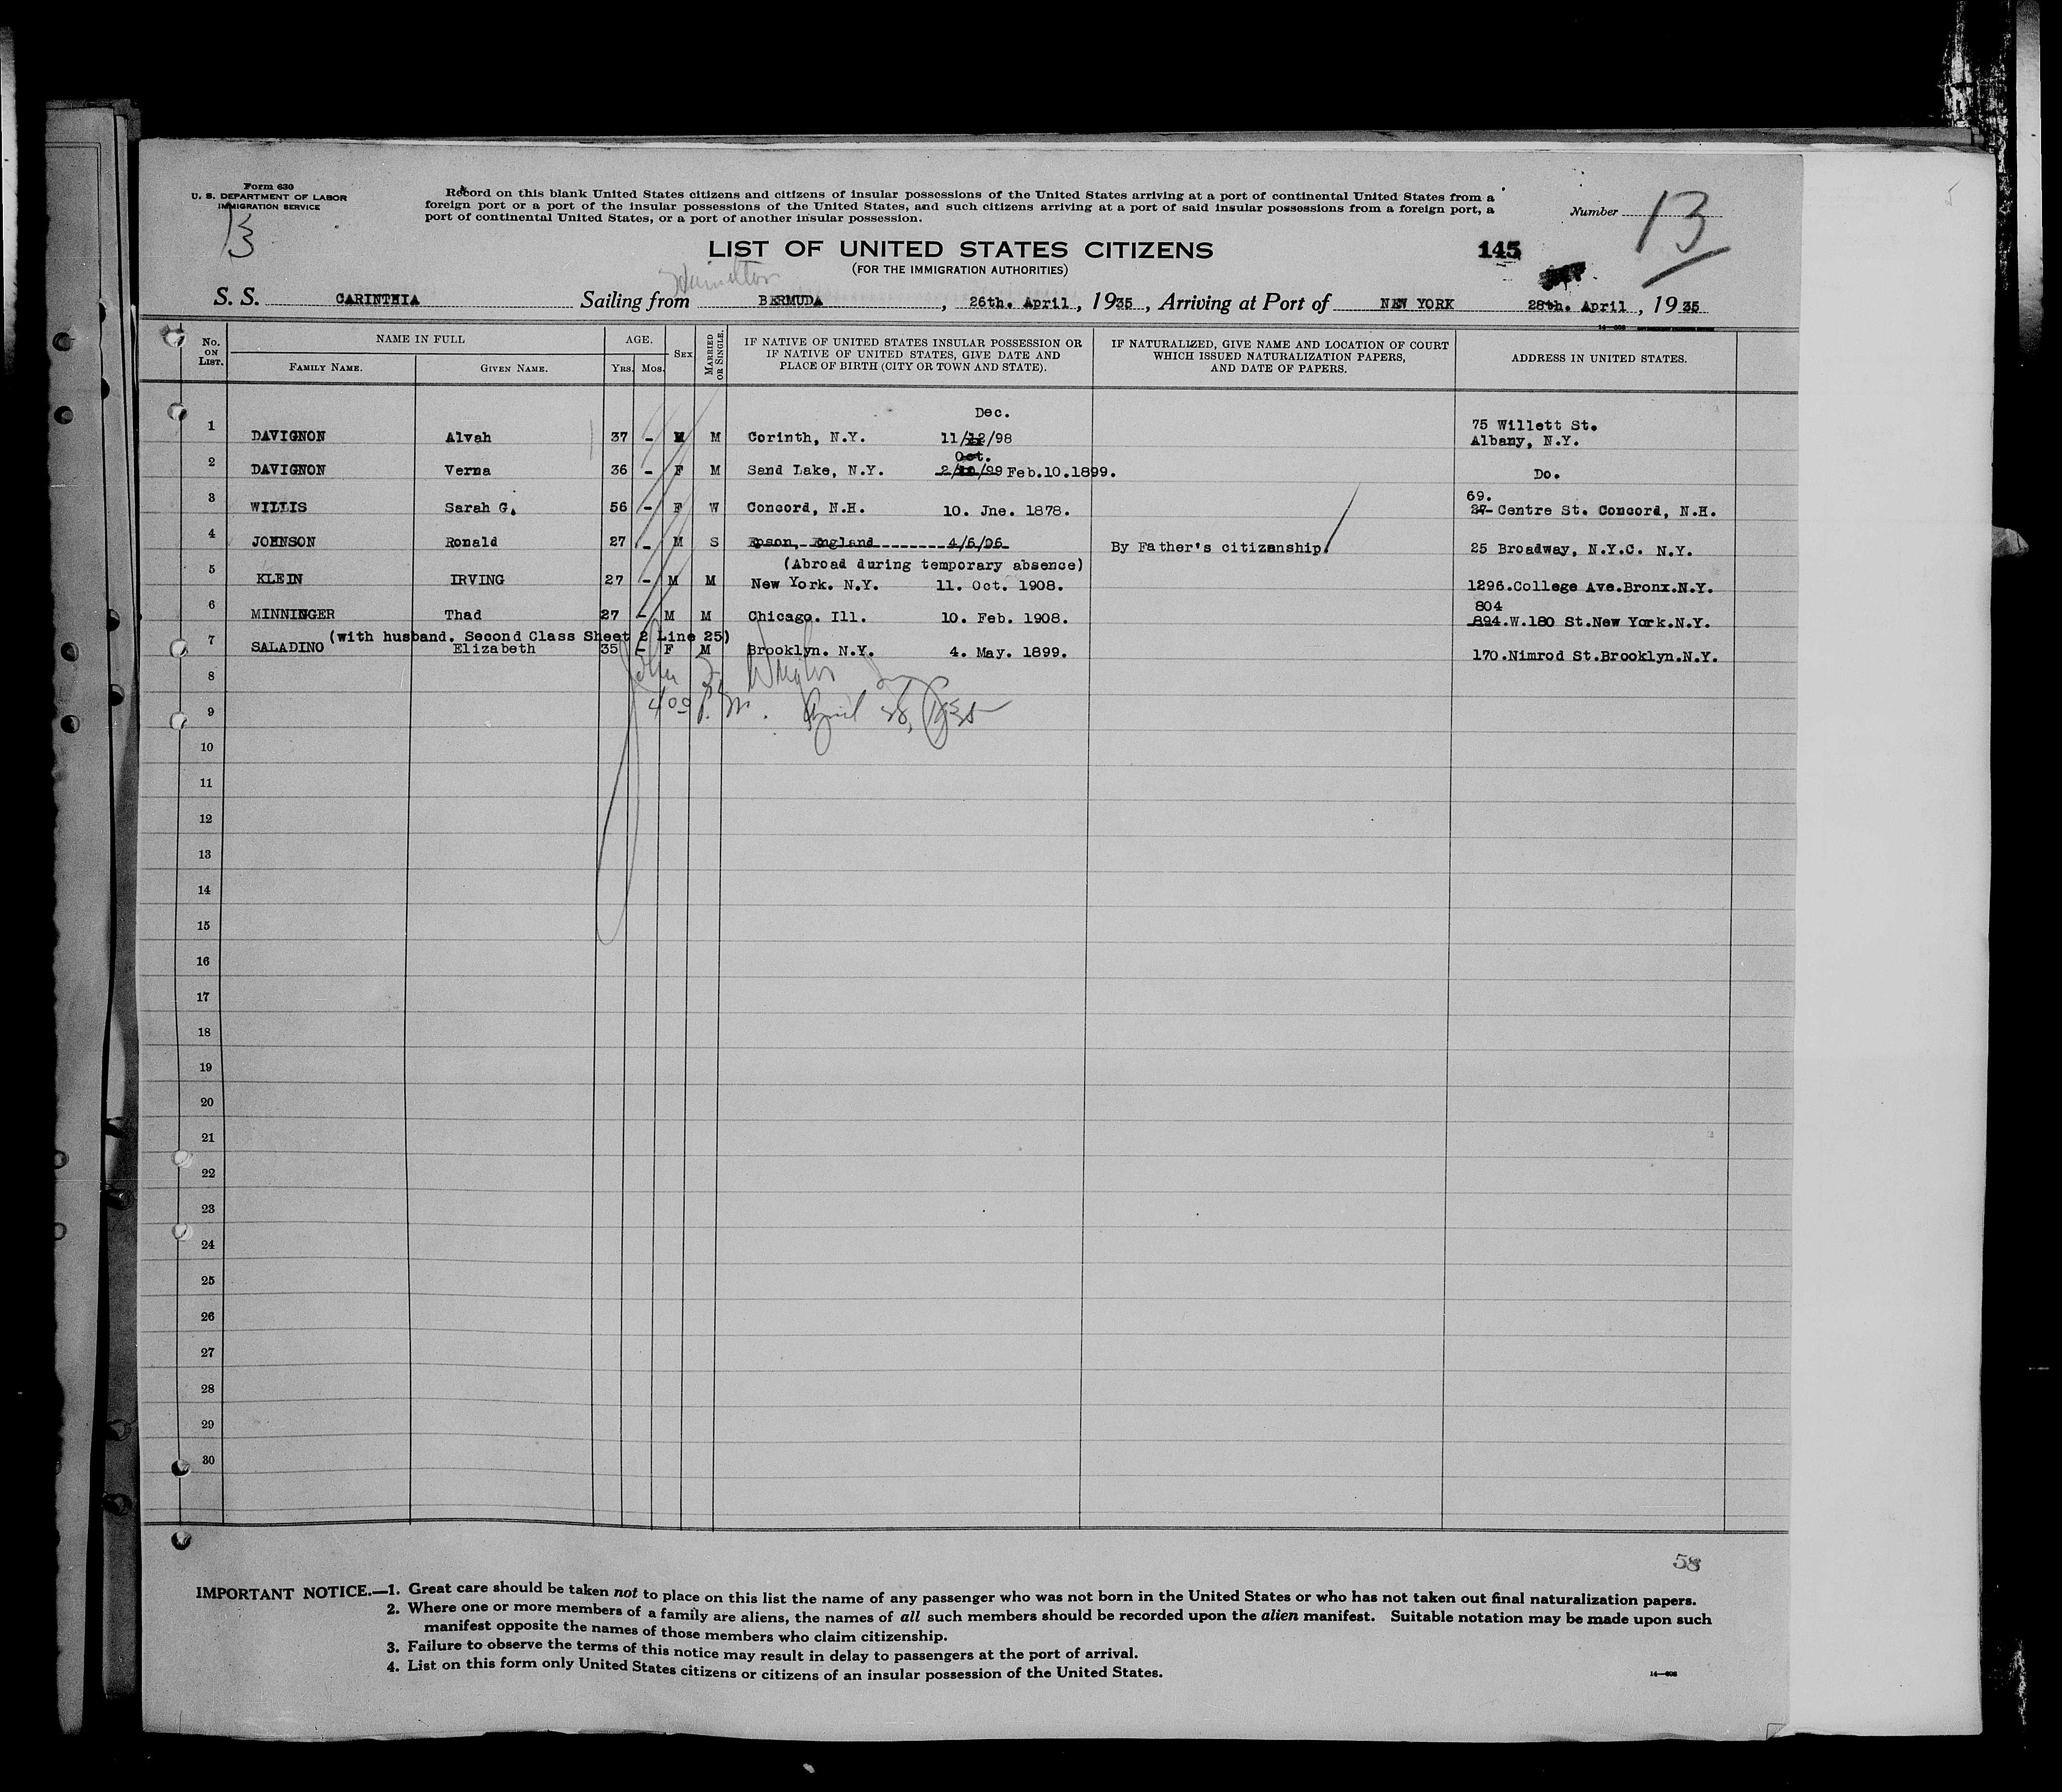 Form 630
U. S. DEPARTMENT OF LABOR
IMMIGRATION SERVICE
13
Record on this blank United States citizens and citizens of insular possessions of the United States arriving at a port of continental United States from a
foreign port or a port of the insular possessions of the United States, and such citizens arriving at a port of said insular possessions from a foreign port, a
port of continental United States, or a port of another insular possession.
Number 13
LIST OF UNITED STATES CITIZENS
145
(FOR THE IMMIGRATION AUTHORITIES)
Hamilton
S. S. CARINTHIA Sailing from BERMUDA, 26th. April, 1935, Arriving at Port of NEW YORK 28th. April, 1935
No. ON LIST. NAME IN FULL FAMILY NAME. GIVEN NAME. AGE. YRS. MOS. SEX MARRIED OR SINGLE. IF NATIVE OF UNITED STATES INSULAR POSSESSION OR IF NATIVE OF UNITED STATES, GIVE DATE AND PLACE OF BIRTH (CITY OR TOWN AND STATE). IF NATURALIZED, GIVE NAME AND LOCATION OF COURT WHICH ISSUED NATURALIZATION PAPERS, AND DATE OF PAPERS. ADDRESS IN UNITED STATES.
Dec.
1 DAVIGNON Alvah 37 - M M Corinth, N.Y. 11/12/98 75 Willett St. Albany, N.Y.
Oct.
2 DAVIGNON Verna 36 - F M Sand Lake, N.Y. 2/10/99 Feb.10.1899. Do.
69.
3 WILLIS Sarah G. 56 - F W Concord, N.H. 10. Jne. 1878. 37 Centre St. Concord, N.H.
4 JOHNSON Ronald 27 - M S Epson, England 4/6/06 By Father's citizenship. 25 Broadway, N.Y.C. N.Y.
(Abroad during temporary absence)
5 KLEIN IRVING 27 - M M New York. N.Y. 11. Oct. 1908. 1296.College Ave.Bronx.N.Y.
804
6 MINNINGER Thad 27 - M M Chicago. Ill. 10. Feb. 1908. 894.W.180 St.New York.N.Y.
(with husband. Second Class Sheet 2 Line 25)
7 SALADINO Elizabeth 35 - F M Brooklyn. N.Y. 4. May. 1899. 170.Nimrod St.Brooklyn.N.Y.
8
John
4 00 P.M. April 28, 1935
9
10
11
12
13
14
15
16
17
18
19
20
21
22
23
24
25
26
27
28
29
30
58
IMPORTANT NOTICE.—1. Great care should be taken not to place on this list the name of any passenger who was not born in the United States or who has not taken out final naturalization papers.
2. Where one or more members of a family are aliens, the names of all such members should be recorded upon the alien manifest. Suitable notation may be made upon such
manifest opposite the names of those members who claim citizenship.
3. Failure to observe the terms of this notice may result in delay to passengers at the port of arrival.
4. List on this form only United States citizens or citizens of an insular possession of the United States.
14—608